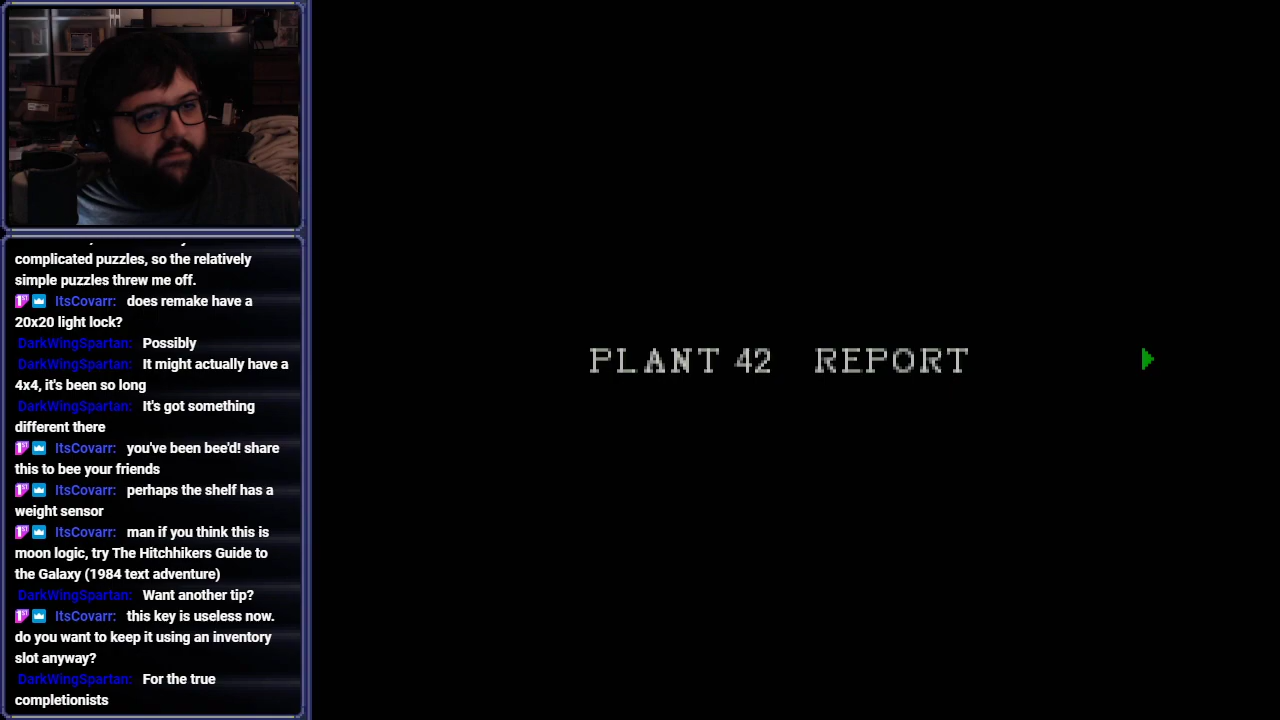 complicated puzzles, so the relatively
simple puzzles threw me off.
ItsCovarr: does remake have a
20x20 light lock?
DarkWingSpartan: Possibly
DarkWingSpartan: It might actually have a
4x4, it's been so long
DarkWingSpartan: It's got something
different there
ItsCovarr: you've been bee'd! share
this to bee your friends
ItsCovarr: perhaps the shelf has a
weight sensor
ItsCovarr: man if you think this is
moon logic, try The Hitchhikers Guide to
the Galaxy (1984 text adventure)
DarkWingSpartan: Want another tip?
ItsCovarr: this key is useless now.
do you want to keep it using an inventory
slot anyway?
DarkWingSpartan: For the true
completionists
PLANT 42 REPORT